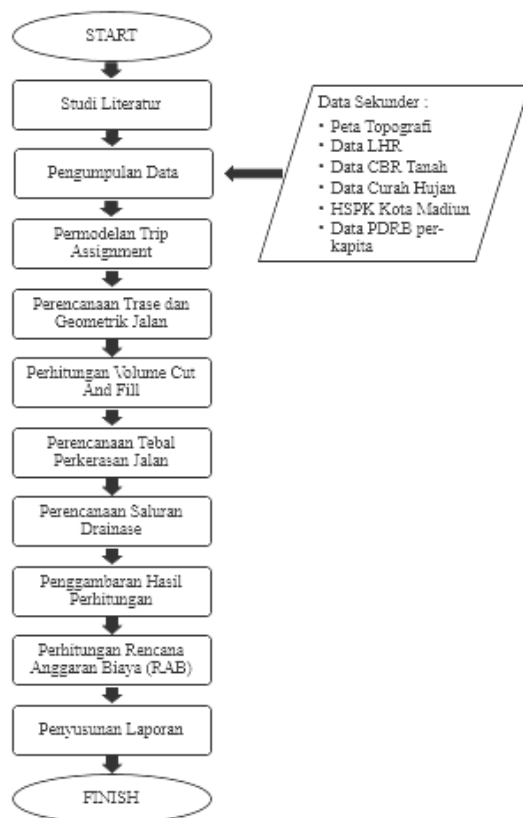 START
Studi Literatur
Pengumpulan Data
Data Sekunder :
• Peta Topografi
• Data LHR
• Data CBR Tanah
• Data Curah Hujan
• HSPK Kota Madiun
• Data PDRB per-
kapita
Permodelan Trip
Assignment
Perencanaan Trase dan
Geometrik Jalan
Perhitungan Volume Cut
And Fill
Perencanaan Tebal
Perkerasan Jalan
Perencanaan Saluran
Drainase
Penggambaran Hasil
Perhitungan
Perhitungan Rencana
Anggaran Biaya (RAB)
Penyusunan Laporan
FINISH